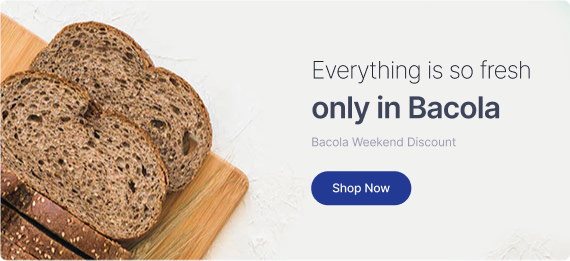 Everything is so fresh
only in Bacola
Bacola Weekend Discount
Shop Now